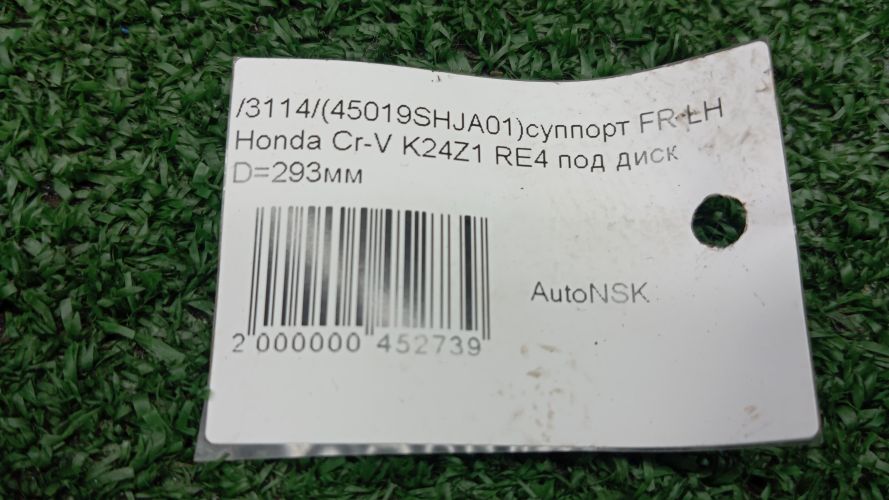 /3114/(45019SHJA01)суппорт FR LH
Honda Cr-V K24Z1 RE4 под диск
D=293мм
AutoNSK
2 000000 452739